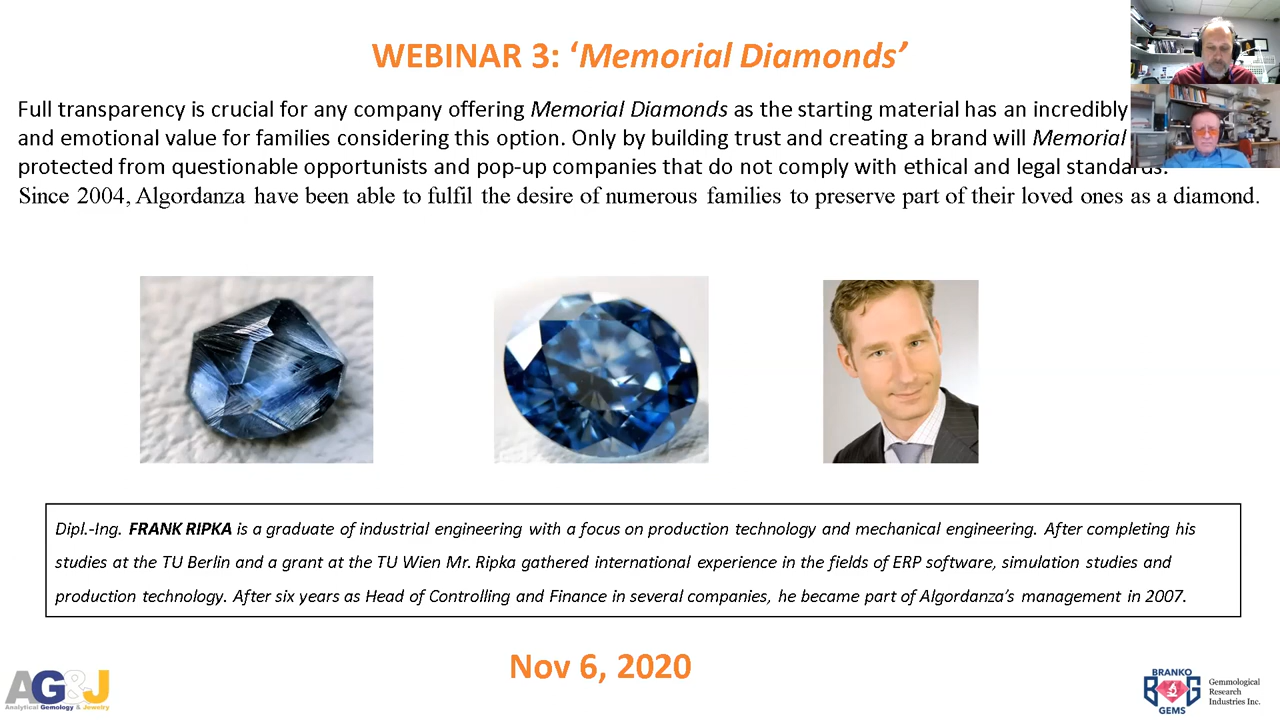 WEBINAR 3: ‘Memorial Diamonds’
Full transparency is crucial for any company offering Memorial Diamonds as the starting material has an incredibly
and emotional value for families considering this option. Only by building trust and creating a brand will Memorial
protected from questionable opportunists and pop-up companies that do not comply with ethical and legal standards.
Since 2004, Algordanza have been able to fulfil the desire of numerous families to preserve part of their loved ones as a diamond.
Dipl.-Ing. FRANK RIPKA is a graduate of industrial engineering with a focus on production technology and mechanical engineering. After completing his
studies at the TU Berlin and a grant at the TU Wien Mr. Ripka gathered international experience in the fields of ERP software, simulation studies and
production technology. After six years as Head of Controlling and Finance in several companies, he became part of Algordanza’s management in 2007.
Nov 6, 2020
AG&J
Analytical Gemology & Jewelry
BRANKO
GEMS
Gemmological
Research
Industries Inc.